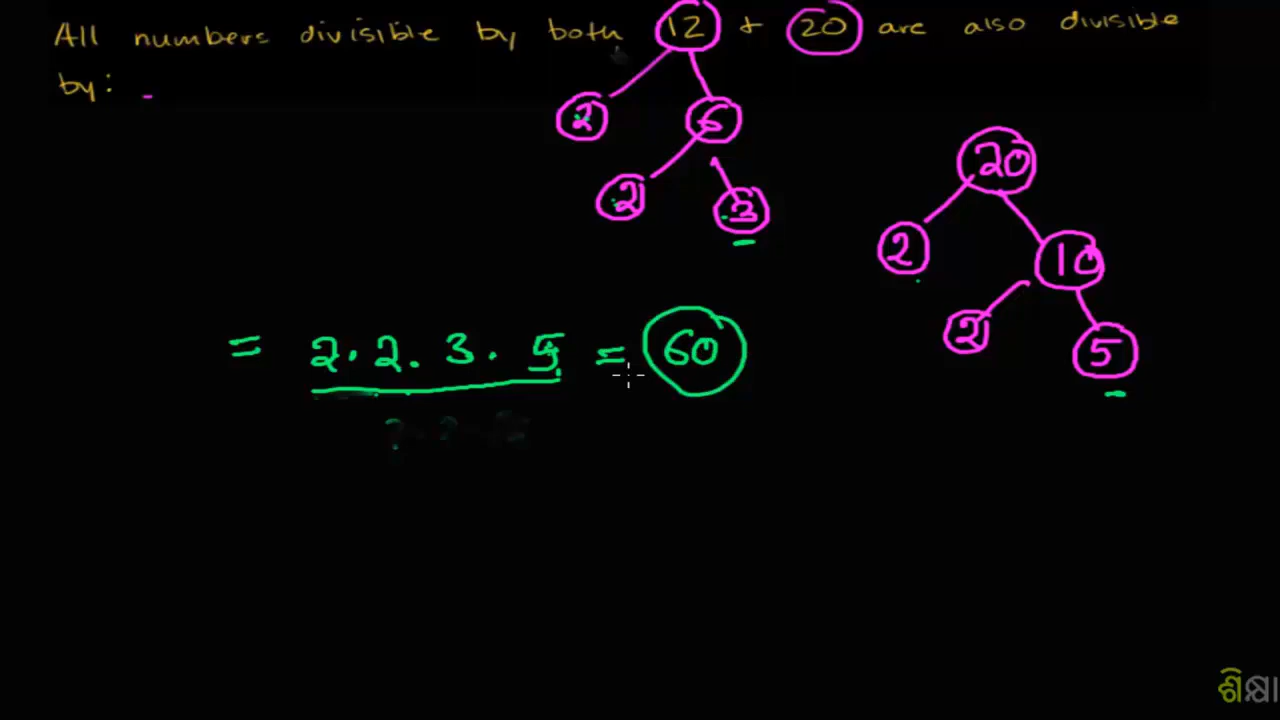 All numbers divisible by both 12 + 20 are also divisible
by:
2 6
20
2 3
2 10
2 5
= 2 . 2 . 3 . 5 = 60
ଶିକ୍ଷା